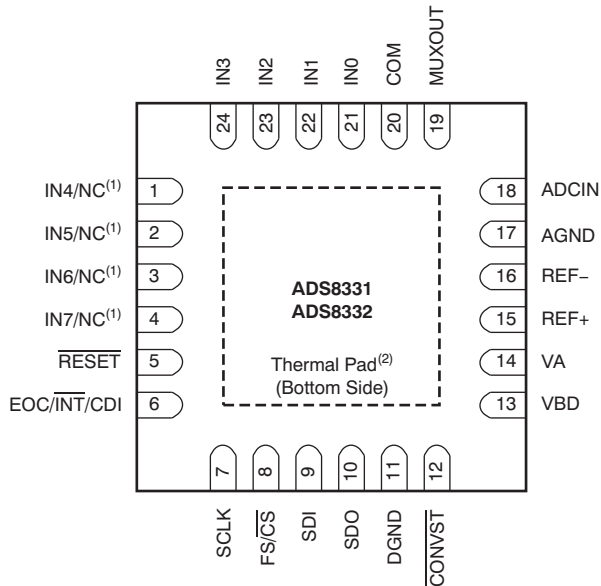 IN3
IN2
IN1
IN0
COM
MUXOUT
24
23
22
21
20
19
IN4/NC(1) 1
IN5/NC(1) 2
IN6/NC(1) 3
IN7/NC(1) 4
RESET 5
EOC/INT/CDI 6
18 ADCIN
17 AGND
16 REF−
15 REF+
14 VA
13 VBD
ADS8331
ADS8332
Thermal Pad(2)
(Bottom Side)
7
8
9
10
11
12
SCLK
FS/CS
SDI
SDO
DGND
CONVST